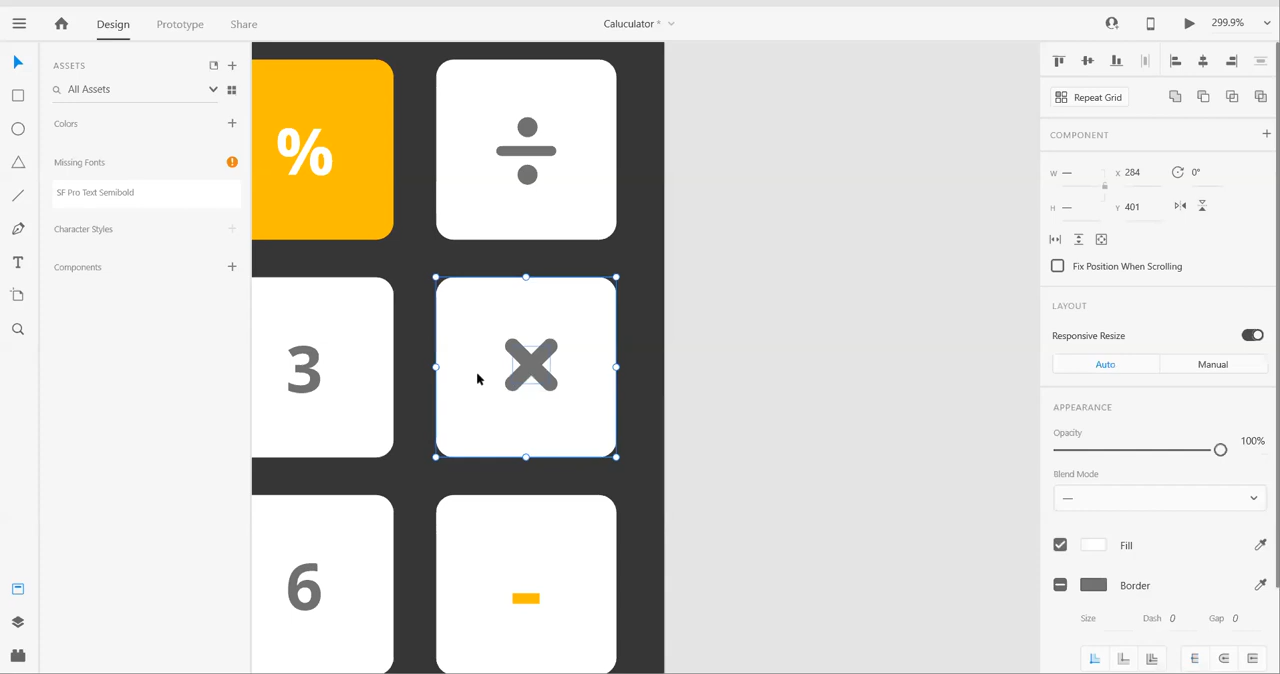 Design
Prototype
Share
Caluculator *
299.9%
ASSETS
All Assets
Colors
Missing Fonts
SF Pro Text Semibold
Character Styles
Components
%
÷
3
×
6
-
Repeat Grid
COMPONENT
W —
X 284
0°
H —
Y 401
Fix Position When Scrolling
LAYOUT
Responsive Resize
Auto
Manual
APPEARANCE
Opacity
100%
Blend Mode
—
Fill
Border
Size
Dash 0
Gap 0